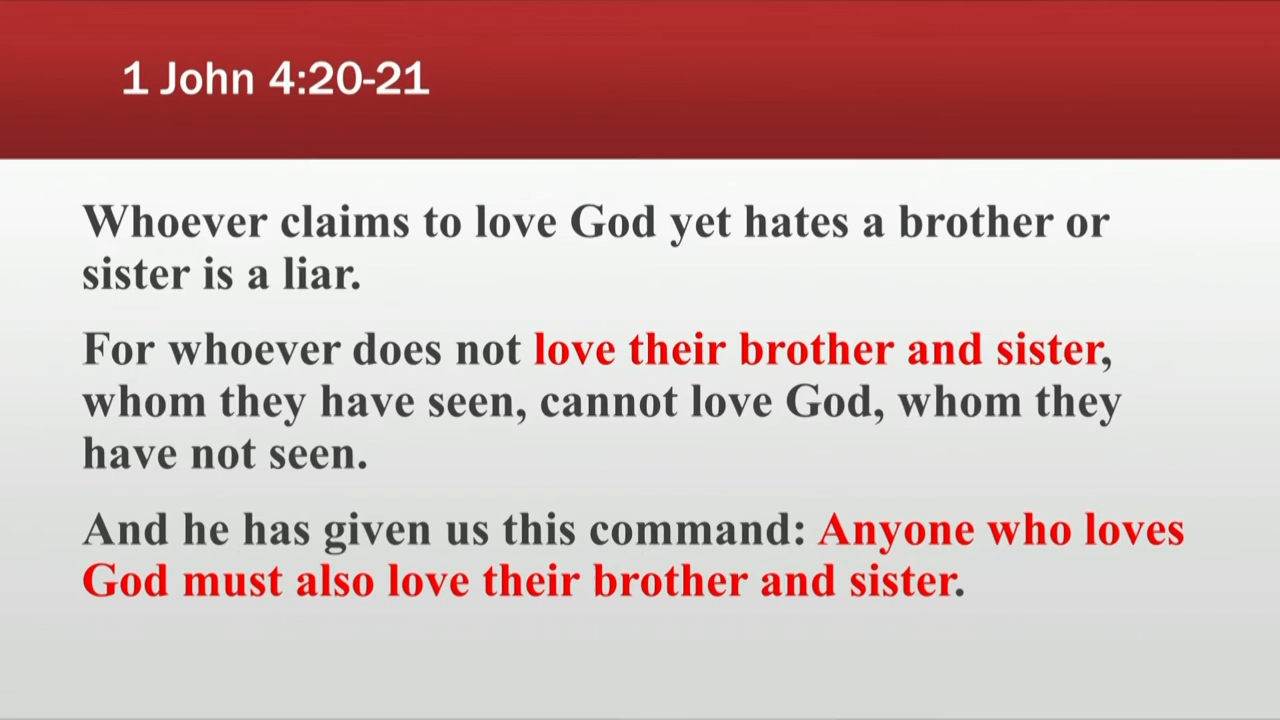 1 John 4:20-21
Whoever claims to love God yet hates a brother or
sister is a liar.
For whoever does not love their brother and sister,
whom they have seen, cannot love God, whom they
have not seen.
And he has given us this command: Anyone who loves
God must also love their brother and sister.